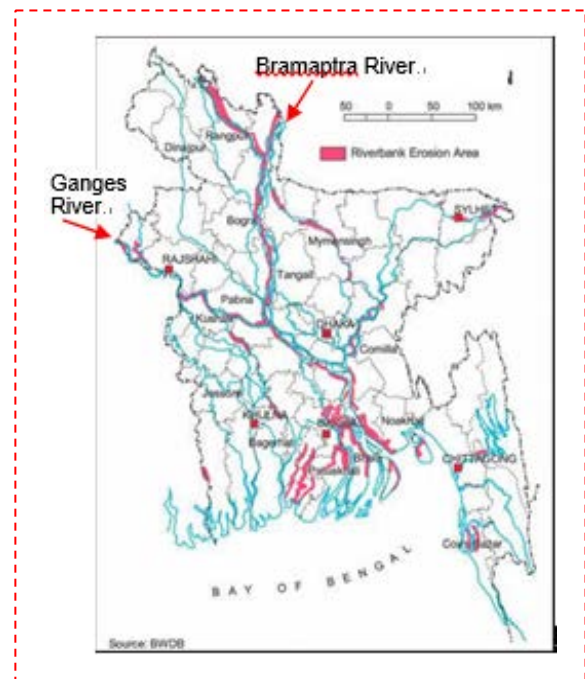 Bramaptra River.
50 0 50 100 km
Riverbank Erosion Area
Rangpur
Dinajpur
Ganges
River.
SYLHET
Bogra
Mymensingh
RAJSHAHI
Tangail
Pabna
Kushtia
DHAKA
Comilla
Jessore
KHULNA
Noakhali
Bagerhat
Bhola
CHITTAGONG
Patuakhali
Cox's Bazar
BAY OF BENGAL
Source: BWDB